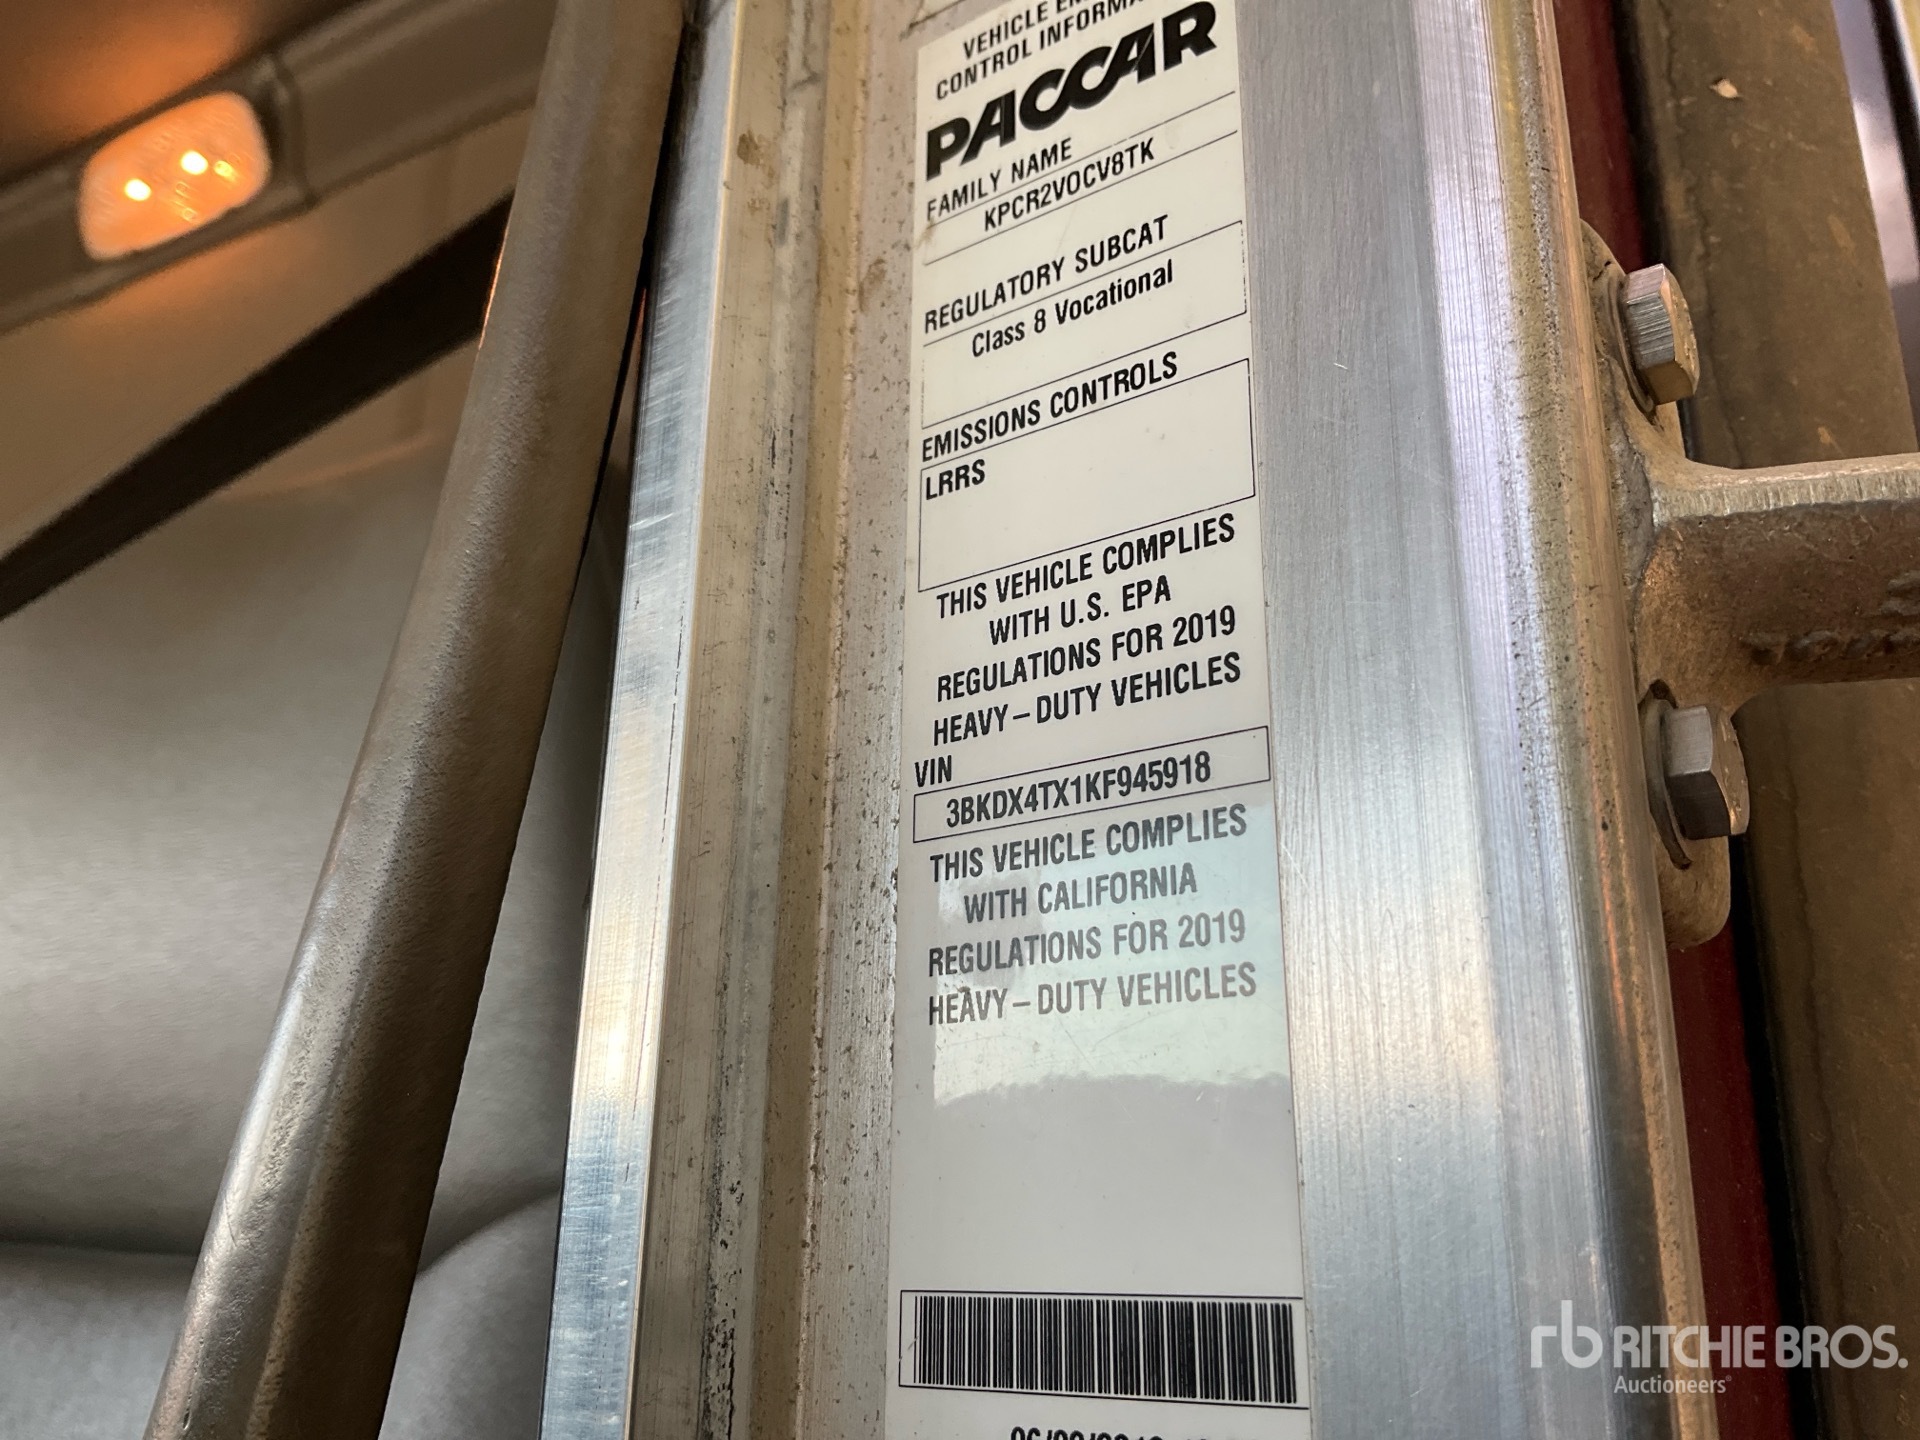 VEHICLE
CONTROL
PACCAR
FAMILY NAME
KPCR2VOCV8TK
REGULATORY SUBCAT
Class 8 Vocational
EMISSIONS CONTROLS
LRRS
THIS VEHICLE COMPLIES
WITH U.S. EPA
REGULATIONS FOR 2019
HEAVY-DUTY VEHICLES
VIN
3BKDX4TX1KF945918
THIS VEHICLE COMPLIES
WITH CALIFORNIA
REGULATIONS FOR 2019
HEAVY-DUTY VEHICLES
rb RITCHIE BROS.
Auctioneers